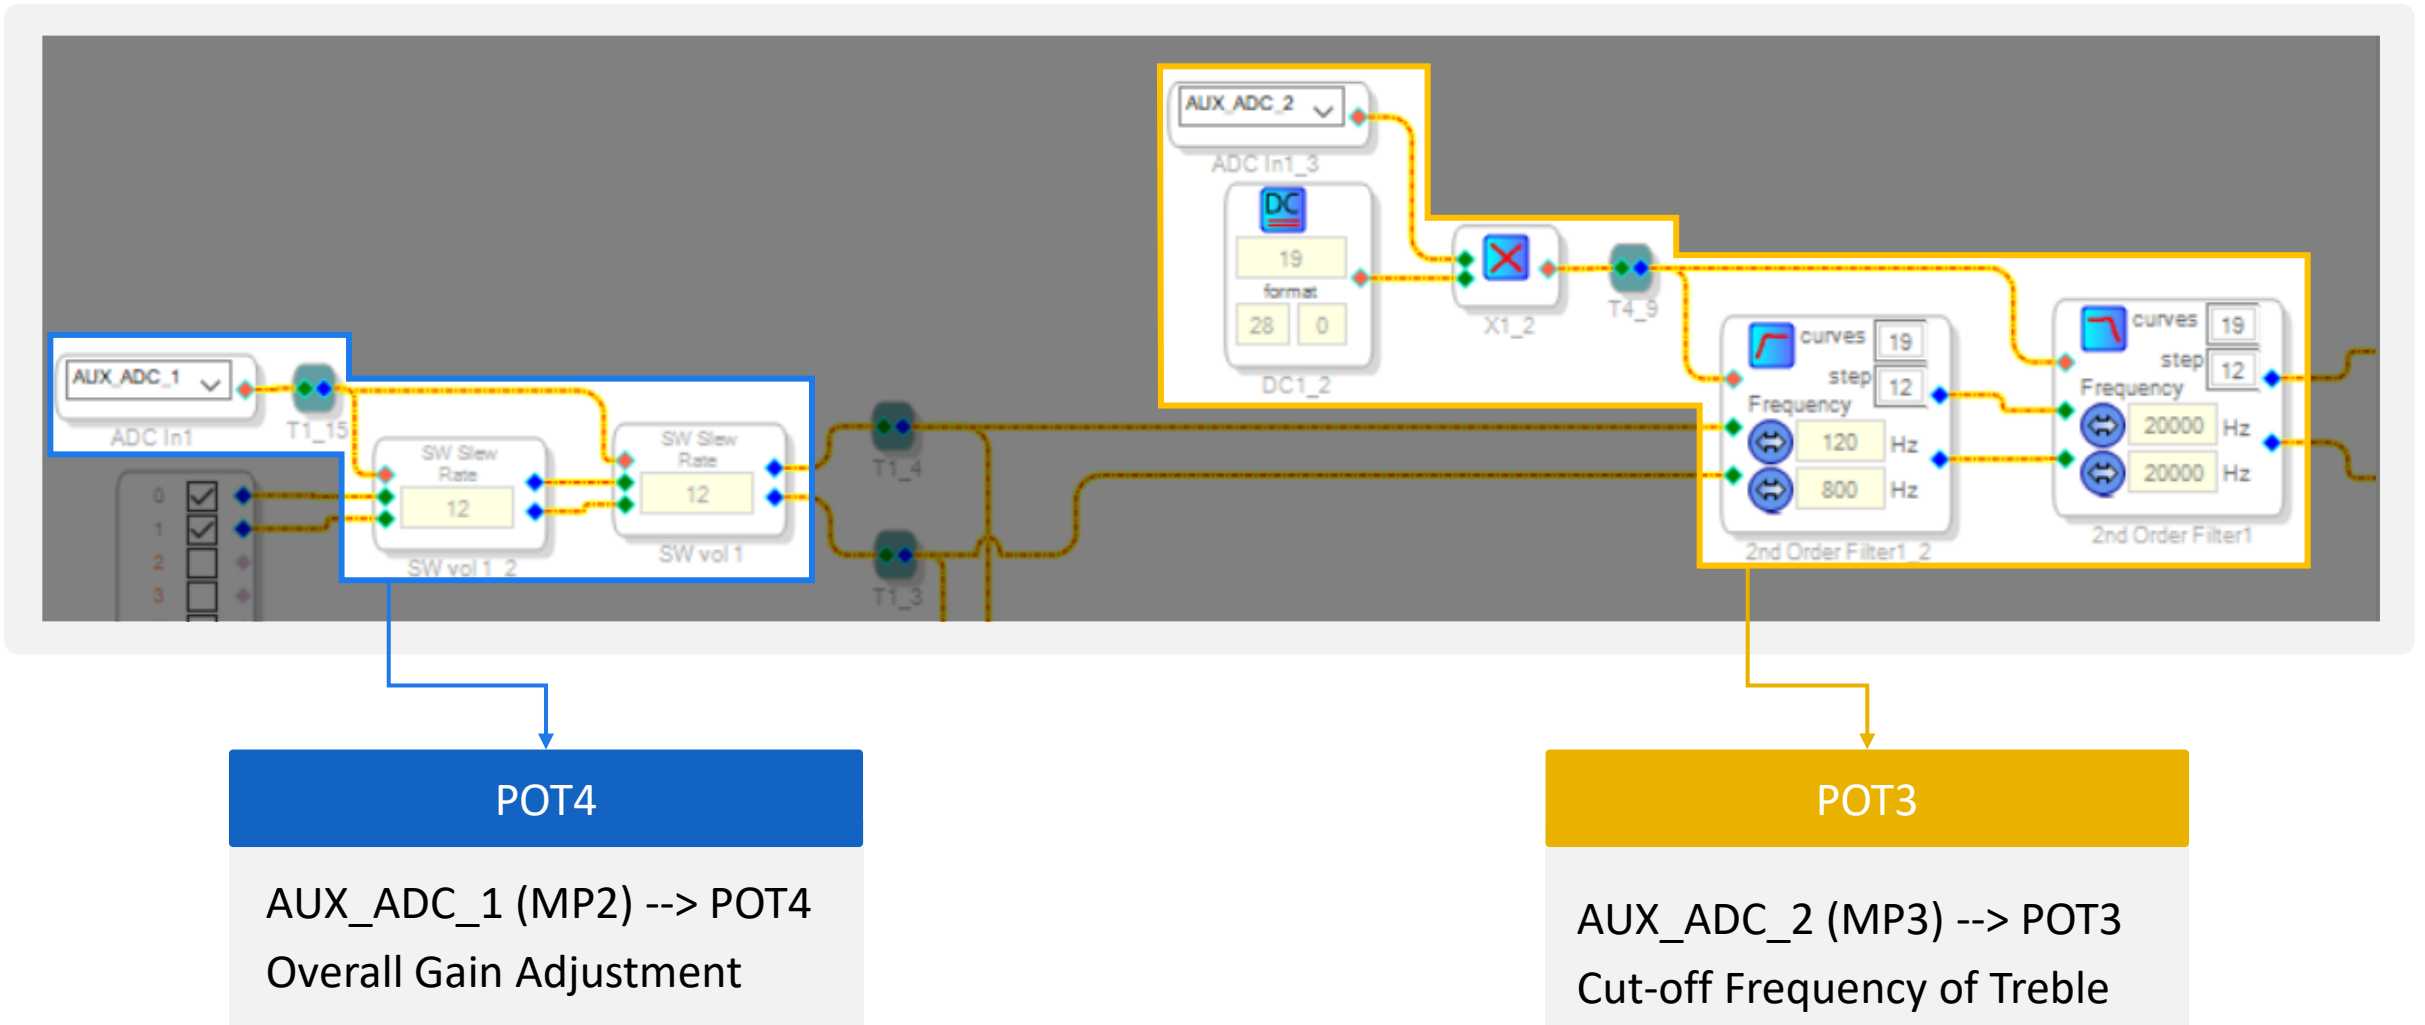 AUX_ADC_2
ADC In1_3
DC
19
format
28 0
DC1_2
X1_2
T4_9
curves 19
step 12
Frequency
120 Hz
800 Hz
2nd Order Filter1_2
curves 19
step 12
Frequency
20000 Hz
20000 Hz
2nd Order Filter1
AUX_ADC_1
ADC In1
T1_15
SW Slew
Rate
12
SW vol 1_2
SW Slew
Rate
12
SW vol 1
T1_4
T1_3
0
1
2
3
POT4
AUX_ADC_1 (MP2) --> POT4
Overall Gain Adjustment
POT3
AUX_ADC_2 (MP3) --> POT3
Cut-off Frequency of Treble